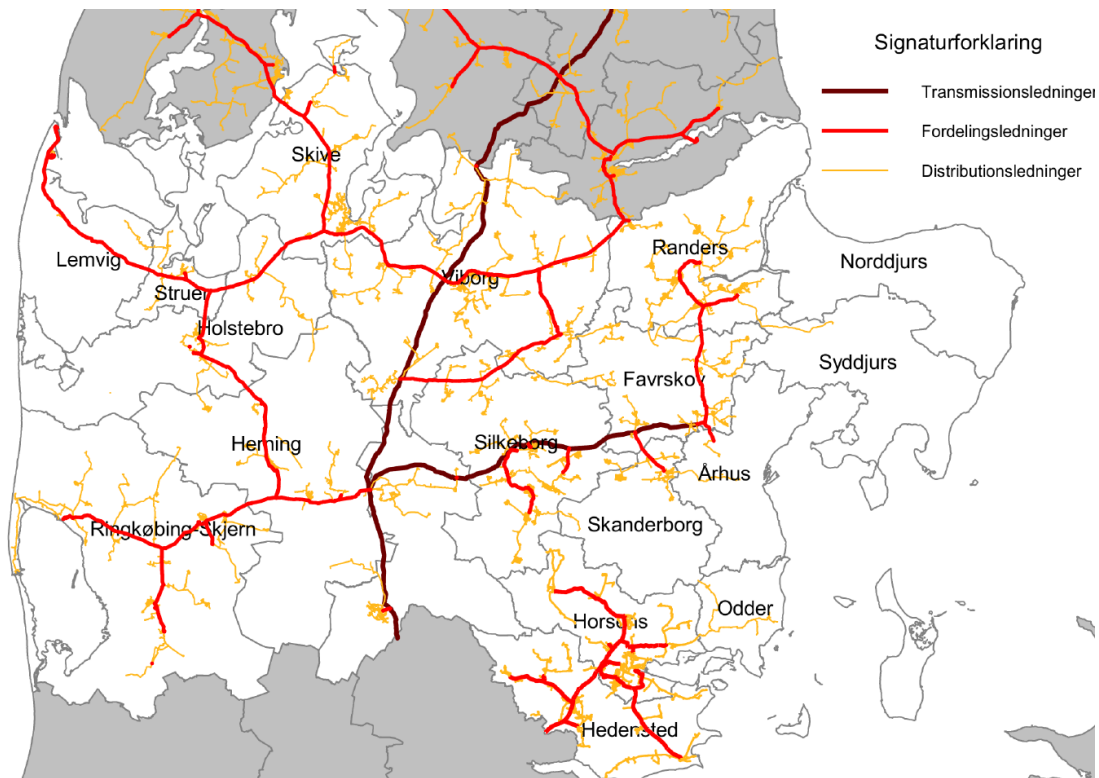 Signaturforklaring
Transmissionsledninger
Fordelingsledninger
Distributionsledninger
Skive
Lemvig
Struer
Holstebro
Viborg
Randers
Norddjurs
Syddjurs
Favrskov
Herning
Silkeborg
Århus
Ringkøbing-Skjern
Skanderborg
Odder
Horsens
Hedensted